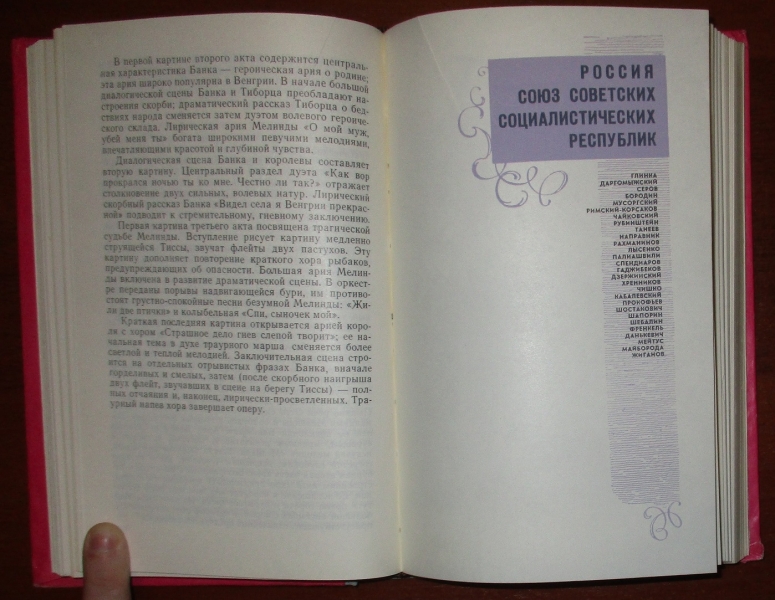 В первой картине второго акта содержится централь-
ная характеристика Банка — героическая ария о родине;
эта ария широко популярна в Венгрии. В начале большой
диалогической сцены Банка и Тиборца преобладают на-
строения скорби; драматический рассказ Тиборца о бед-
ствиях народа сменяется затем дуэтом волевого героичес-
кого склада. Лирическая ария Мелинды «О мой муж,
убей меня ты» богата широкими певучими мелодиями,
впечатляющими красотой и глубиной чувства.
Диалогическая сцена Банка и королевы составляет
вторую картину. Центральный раздел дуэта «Как вор
прокрался ночью ты ко мне. Честно ли так?» отражает
столкновение двух сильных, волевых натур. Лирический
скорбный рассказ Банка «Видел села я Венгрии прекрас-
ной» подводит к стремительному, гневному заключению.
Первая картина третьего акта посвящена трагической
судьбе Мелинды. Вступление рисует картину медленно
струящейся Тиссы, звучат флейты двух пастухов. Эту
картину дополняет повторение краткого хора рыбаков,
предупреждающих об опасности. Большая ария Мелин-
ды включена в развитие драматической сцены. В оркест-
ре переданы порывы надвигающейся бури, им противо-
стоят грустно-спокойные песни безумной Мелинды: «Жи-
ли две птички» и колыбельная «Спи, сыночек мой».
Краткая последняя картина открывается арией коро-
ля с хором «Страшное дело гнев слепой творит»; ее на-
чальная тема в духе траурного марша сменяется более
светлой и теплой мелодией. Заключительная сцена стро-
ится на отдельных отрывистых фразах Банка, вначале
горделивых и смелых, затем (после скорбного наигрыша
двух флейт, звучавших в сцене на берегу Тиссы) — пол-
ных отчаяния и, наконец, лирически-просветленных. Тра-
урный напев хора завершает оперу.
РОССИЯ
СОЮЗ СОВЕТСКИХ
СОЦИАЛИСТИЧЕСКИХ
РЕСПУБЛИК
ГЛИНКА
ДАРГОМЫЖСКИЙ
СЕРОВ
БОРОДИН
МУСОРГСКИЙ
РИМСКИЙ-КОРСАКОВ
ЧАЙКОВСКИЙ
РУБИНШТЕЙН
ТАНЕЕВ
НАПРАВНИК
РАХМАНИНОВ
ЛЫСЕНКО
ПАЛИАШВИЛИ
СПЕНДИАРОВ
ГАДЖИБЕКОВ
ДЗЕРЖИНСКИЙ
ХРЕННИКОВ
ЧИШКО
КАБАЛЕВСКИЙ
ПРОКОФЬЕВ
ШОСТАКОВИЧ
ШАПОРИН
ШЕБАЛИН
ФРЕНКЕЛЬ
ДАНЬКЕВИЧ
МЕЙТУС
МАЙБОРОДА
ЖИГАНОВ